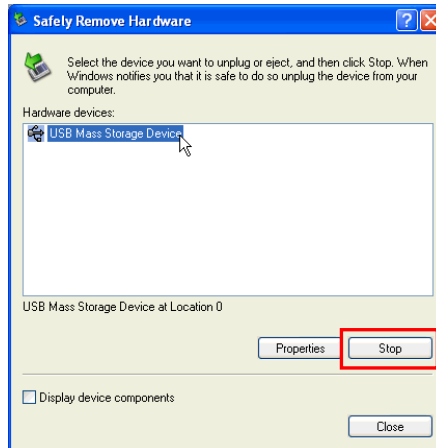 Safely Remove Hardware
Select the device you want to unplug or eject, and then click Stop. When
Windows notifies you that it is safe to do so unplug the device from your
computer.
Hardware devices:
USB Mass Storage Device
USB Mass Storage Device at Location 0
Properties
Stop
Display device components
Close